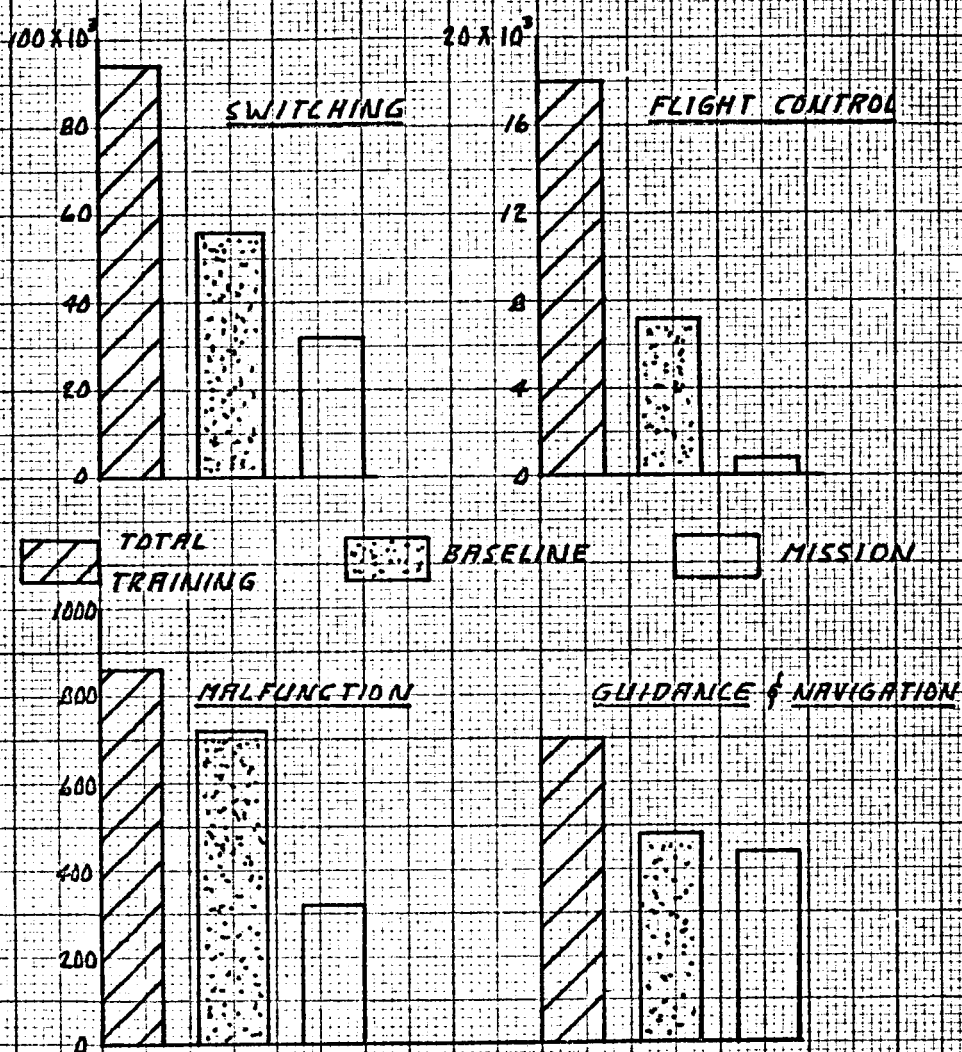 100 X 10³
80
60
40
20
0
SWITCHING
20 X 10³
16
12
8
4
0
FLIGHT CONTROL
TOTAL
TRAINING
BASELINE
MISSION
1000
800
600
400
200
0
MALFUNCTION
GUIDANCE & NAVIGATION